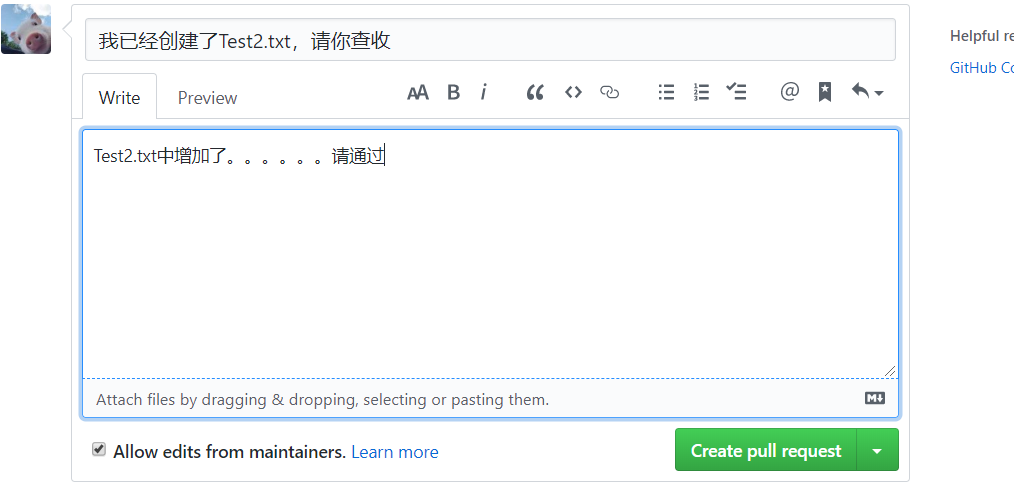 我已经创建了Test2.txt，请你查收
Helpful re
GitHub Co
Write Preview
AA B i
@
Test2.txt中增加了。。。。。。请通过
Attach files by dragging & dropping, selecting or pasting them.
M
Allow edits from maintainers. Learn more
Create pull request